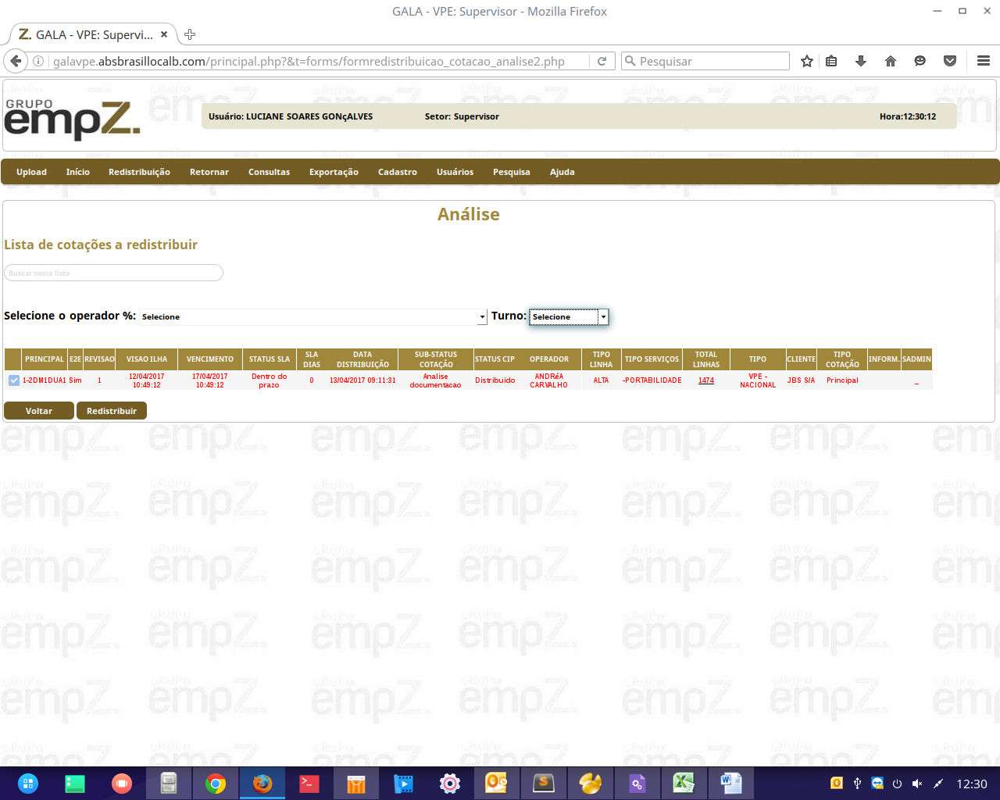 GALA - VPE: Supervisor - Mozilla Firefox
Z. GALA - VPE: Supervi...
galavpe.absbrasillocalb.com/principal.php?&t=forms/formredistribuicao_cotacao_analise2.php
Pesquisar
GRUPO
empZ.
Usuário: LUCIANE SOARES GONçALVES Setor: Supervisor Hora:12:30:12
Upload Início Redistribuição Retornar Consultas Exportação Cadastro Usuários Pesquisa Ajuda
Análise
Lista de cotações a redistribuir
Buscar nesta lista
Selecione o operador %: Selecione Turno: Selecione
PRINCIPAL E2E REVISAO VISAO ILHA VENCIMENTO STATUS SLA SLA DIAS DATA DISTRIBUIÇÃO SUB-STATUS COTAÇÃO STATUS CIP OPERADOR TIPO LINHA TIPO SERVIÇOS TOTAL LINHAS TIPO CLIENTE TIPO COTAÇÃO INFORM. SADMIN
1-2DM1DUA1 Sim 1 12/04/2017 10:49:12 17/04/2017 10:49:12 Dentro do prazo 0 13/04/2017 09:11:31 Analise documentacao Distribuido ANDRéA CARVALHO ALTA -PORTABILIDADE 1474 VPE - NACIONAL JBS S/A Principal _
Voltar Redistribuir
12:30